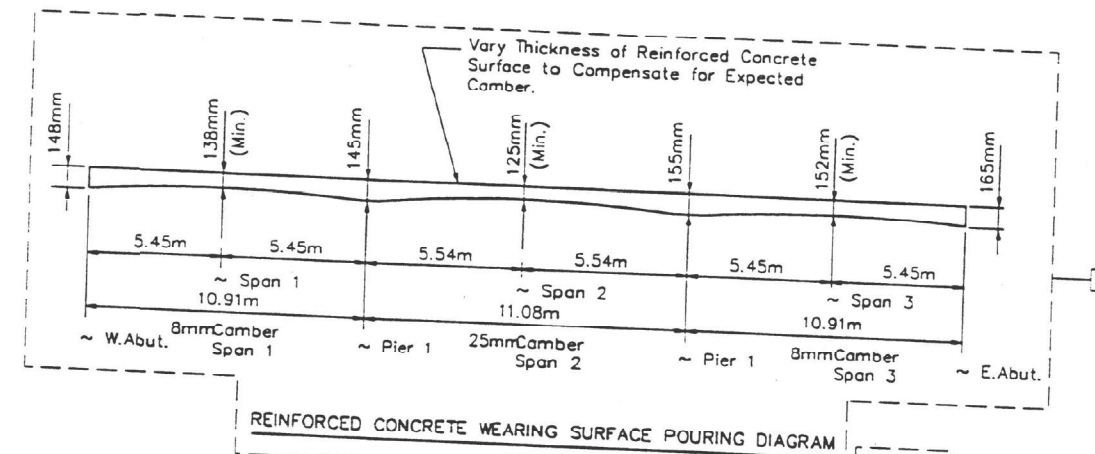 Vary Thickness of Reinforced Concrete
Surface to Compensate for Expected
Camber.
148mm
138mm
(Min.)
145mm
125mm
(Min.)
155mm
152mm
(Min.)
165mm
5.45m
5.45m
5.54m
5.54m
5.45m
5.45m
~ Span 1
~ Span 2
~ Span 3
10.91m
11.08m
10.91m
~ W.Abut.
8mmCamber
Span 1
~ Pier 1
25mmCamber
Span 2
~ Pier 1
8mmCamber
Span 3
~ E.Abut.
REINFORCED CONCRETE WEARING SURFACE POURING DIAGRAM